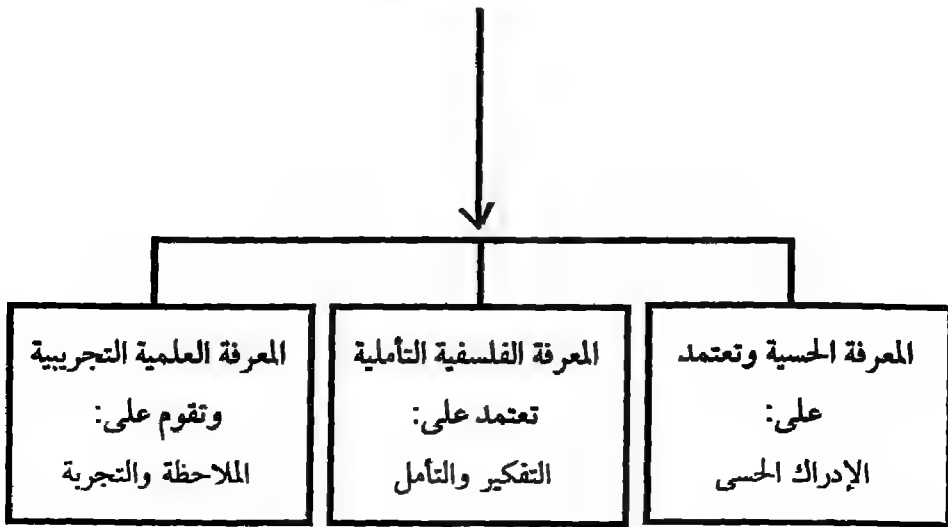 المعرفة الحسية وتعتمد
على:
الإدراك الحسى
المعرفة الفلسفية التأملية
تعتمد على:
التفكير والتأمل
المعرفة العلمية التجريبية
وتقوم على:
الملاحظة والتجربة